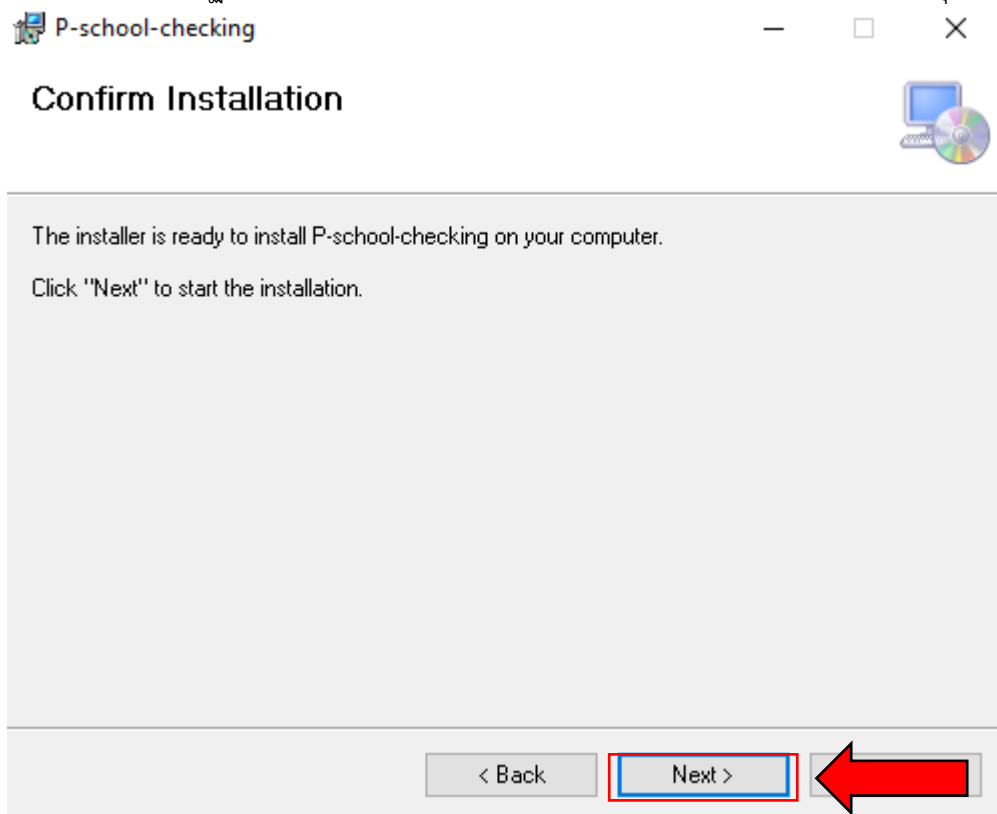 P-school-checking
Confirm Installation
The installer is ready to install P-school-checking on your computer.
Click "Next" to start the installation.
< Back
Next >